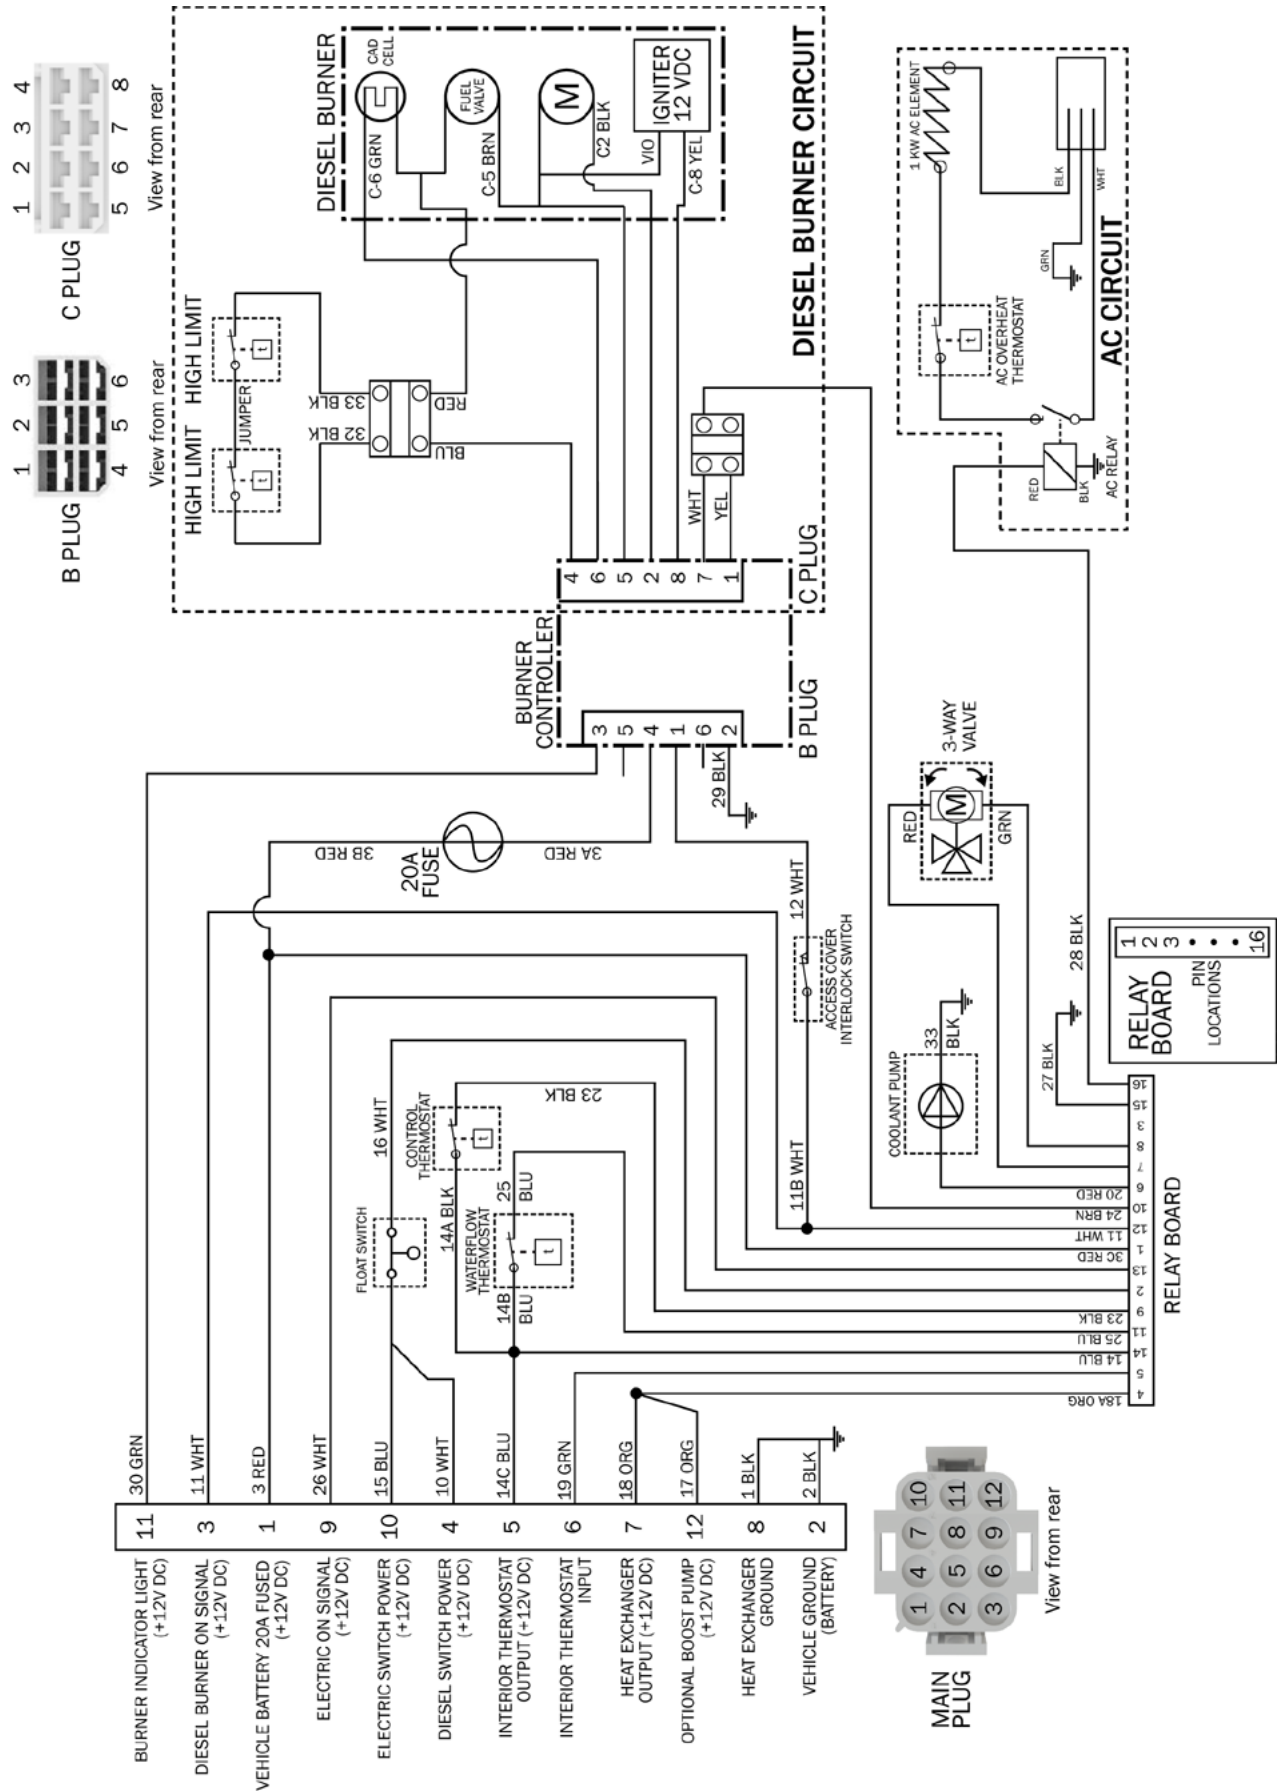 1 2 3 4
5 6 7 8
C PLUG
View from rear
1 2 3
4 5 6
B PLUG
View from rear
DIESEL BURNER CIRCUIT
DIESEL BURNER
CAD
CELL
FUEL
VALVE
M
IGNITER
12 VDC
C-6 GRN
C-5 BRN
C2 BLK
VIO
C-8 YEL
HIGH LIMIT
t
JUMPER
HIGH LIMIT
t
33 BLK
32 BLK
RED
BLU
WHT
YEL
4
6
5
2
8
7
1
C PLUG
BURNER
CONTROLLER
B PLUG
3
5
4
1
6
2
29 BLK
AC CIRCUIT
1 KW AC ELEMENT
BLK
WHT
GRN
AC OVERHEAT
THERMOSTAT
t
RED
BLK
AC RELAY
3B RED
20A
FUSE
3A RED
12 WHT
ACCESS COVER
INTERLOCK SWITCH
11B WHT
3-WAY
VALVE
RED
M
GRN
28 BLK
27 BLK
33
BLK
COOLANT PUMP
RELAY
BOARD
PIN
LOCATIONS
1
2
3
•
•
•
16
16 WHT
FLOAT SWITCH
CONTROL
THERMOSTAT
t
14A BLK
23 BLK
WATERFLOW
THERMOSTAT
t
25
BLU
14B
BLU
RELAY BOARD
16
15
3
8
7
6
20 RED
10
24 BRN
12
11 WHT
1
3C RED
13
2
9
23 BLK
11
25 BLU
14
14 BLU
5
4
18A ORG
30 GRN
11 WHT
3 RED
26 WHT
15 BLU
10 WHT
14C BLU
19 GRN
18 ORG
17 ORG
1 BLK
2 BLK
11
3
1
9
10
4
5
6
7
12
8
2
BURNER INDICATOR LIGHT
(+12V DC)
DIESEL BURNER ON SIGNAL
(+12V DC)
VEHICLE BATTERY 20A FUSED
(+12V DC)
ELECTRIC ON SIGNAL
(+12V DC)
ELECTRIC SWITCH POWER
(+12V DC)
DIESEL SWITCH POWER
(+12V DC)
INTERIOR THERMOSTAT
OUTPUT (+12V DC)
INTERIOR THERMOSTAT
INPUT
HEAT EXCHANGER
OUTPUT (+12V DC)
OPTIONAL BOOST PUMP
(+12V DC)
HEAT EXCHANGER
GROUND
VEHICLE GROUND
(BATTERY)
MAIN
PLUG
1 4 7 10
2 5 8 11
3 6 9 12
View from rear